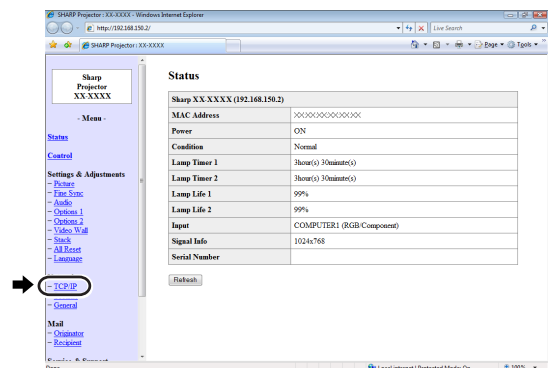 SHARP Projector : XX-XXXX - Windows Internet Explorer
http://192.168.150.2/
Live Search
SHARP Projector : XX-XXXX
Page
Tools
Sharp
Projector
XX-XXXX
- Menu -
Status
Control
Settings & Adjustments
– Picture
– Fine Sync
– Audio
– Options 1
– Options 2
– Video Wall
– Stack
– All Reset
– Language
– TCP/IP
– General
Mail
– Originator
– Recipient
Service & Support
Status
Sharp XX-XXXX (192.168.150.2)
MAC Address XXXXXXXXXXXX
Power ON
Condition Normal
Lamp Timer 1 3hour(s) 30minute(s)
Lamp Timer 2 3hour(s) 30minute(s)
Lamp Life 1 99%
Lamp Life 2 99%
Input COMPUTER1 (RGB/Component)
Signal Info 1024x768
Serial Number
Refresh
Done
Local intranet | Protected Mode: On
100%